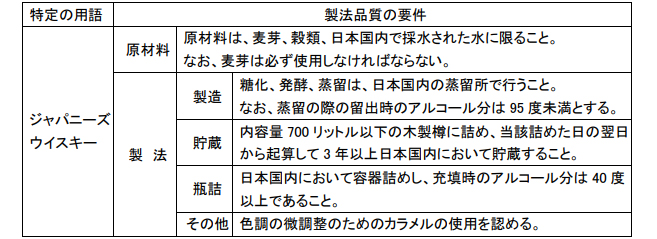 特定の用語
製法品質の要件
ジャパニーズ
ウイスキー
原材料
原材料は、麦芽、穀類、日本国内で採水された水に限ること。
なお、麦芽は必ず使用しなければならない。
製 法
製造
糖化、発酵、蒸留は、日本国内の蒸留所で行うこと。
なお、蒸留の際の留出時のアルコール分は 95 度未満とする。
貯蔵
内容量 700 リットル以下の木製樽に詰め、当該詰めた日の翌日
から起算して 3 年以上日本国内において貯蔵すること。
瓶詰
日本国内において容器詰めし、充填時のアルコール分は 40 度
以上であること。
その他
色調の微調整のためのカラメルの使用を認める。